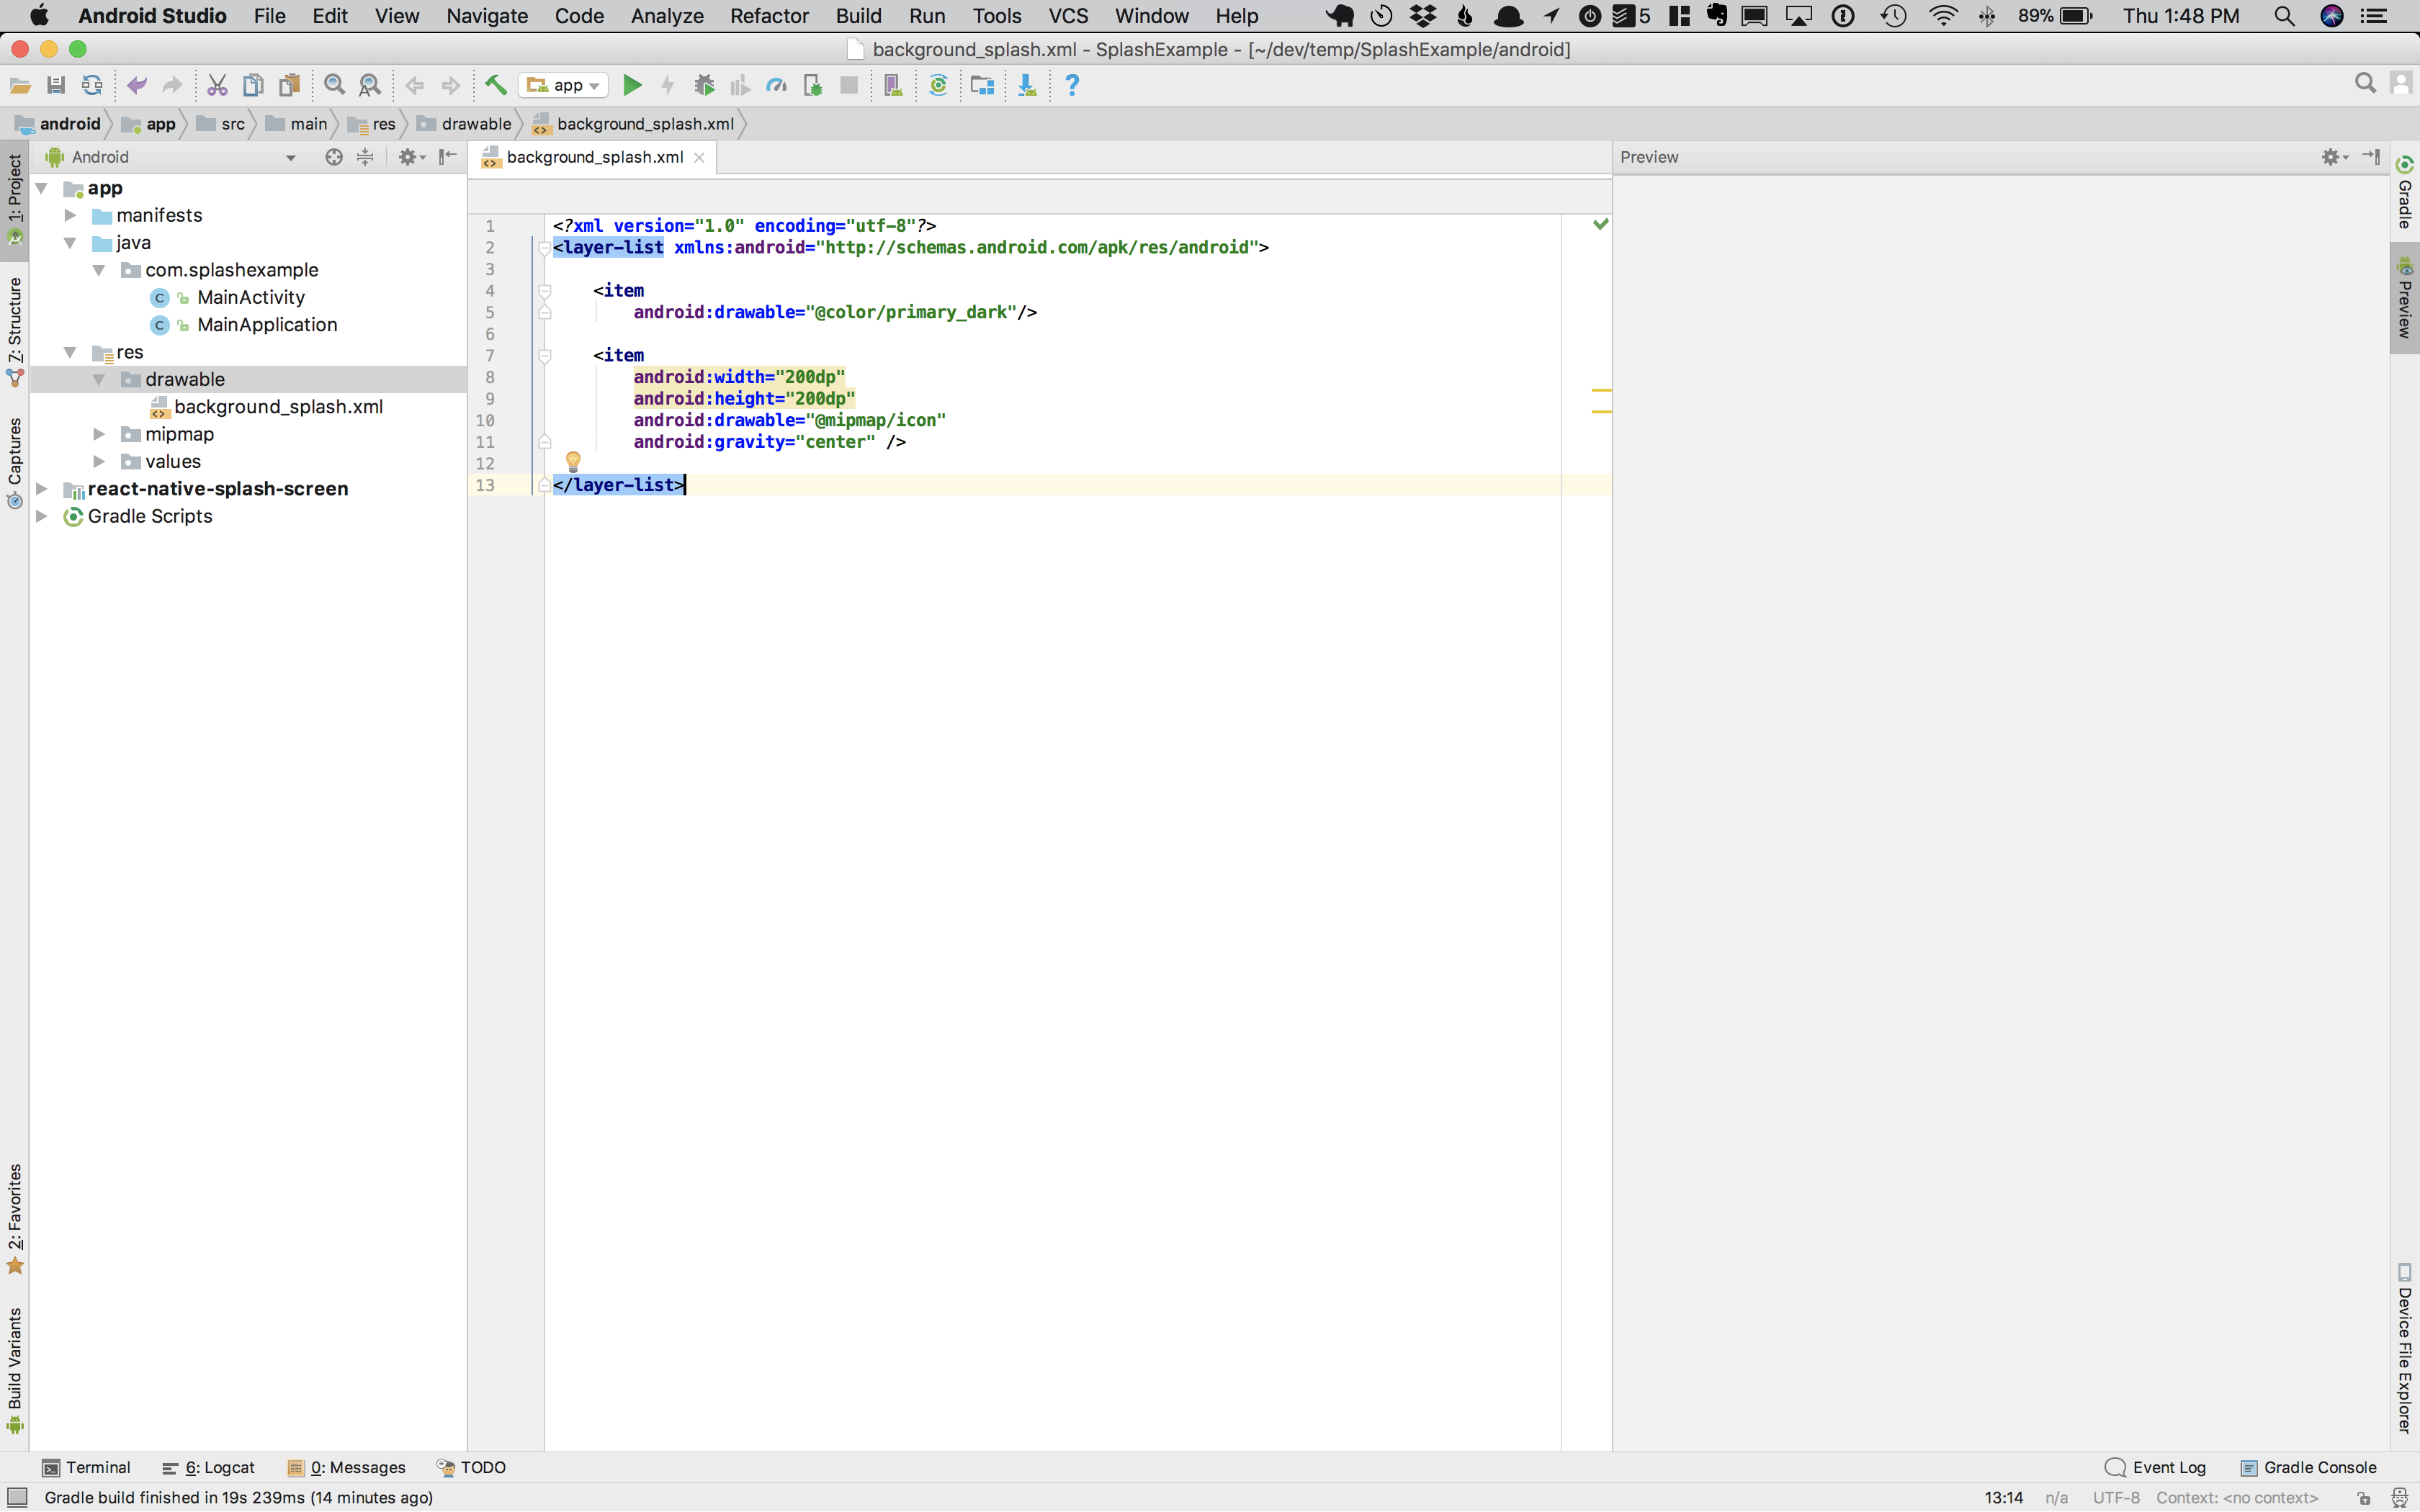 Android Studio File Edit View Navigate Code Analyze Refactor Build Run Tools VCS Window Help 5 89% Thu 1:48 PM
background_splash.xml - SplashExample - [~/dev/temp/SplashExample/android]
app
android app src main res drawable background_splash.xml
Android
background_splash.xml
Preview
1: Project
7: Structure
Captures
2: Favorites
Build Variants
app
manifests
java
com.splashexample
MainActivity
MainApplication
res
drawable
background_splash.xml
mipmap
values
react-native-splash-screen
Gradle Scripts
1 <?xml version="1.0" encoding="utf-8"?>
2 <layer-list xmlns:android="http://schemas.android.com/apk/res/android">
3
4 <item
5 android:drawable="@color/primary_dark"/>
6
7 <item
8 android:width="200dp"
9 android:height="200dp"
10 android:drawable="@mipmap/icon"
11 android:gravity="center" />
12
13 </layer-list>
Gradle
Preview
Device File Explorer
Terminal 6: Logcat 0: Messages TODO Event Log Gradle Console
Gradle build finished in 19s 239ms (14 minutes ago) 13:14 n/a UTF-8 Context: <no context>